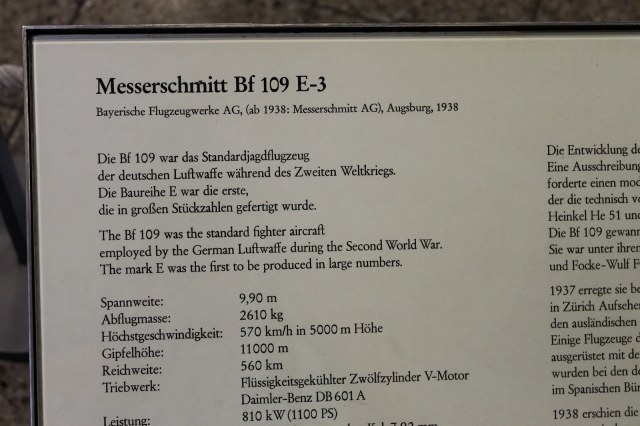 Messerschmitt Bf 109 E-3
Bayerische Flugzeugwerke AG, (ab 1938: Messerschmitt AG), Augsburg, 1938
Die Bf 109 war das Standardjagdflugzeug
der deutschen Luftwaffe während des Zweiten Weltkriegs.
Die Baureihe E war die erste,
die in großen Stückzahlen gefertigt wurde.
The Bf 109 was the standard fighter aircraft
employed by the German Luftwaffe during the Second World War.
The mark E was the first to be produced in large numbers.
Spannweite: 9,90 m
Abflugmasse: 2610 kg
Höchstgeschwindigkeit: 570 km/h in 5000 m Höhe
Gipfelhöhe: 11000 m
Reichweite: 560 km
Triebwerk: Flüssigkeitsgekühlter Zwölfzylinder V-Motor
Daimler-Benz DB 601 A
Leistung: 810 kW (1100 PS)
Die Entwicklung de
Eine Ausschreibung
forderte einen mod
der die technisch
Heinkel He 51 und
Die Bf 109 gewann
Sie war unter ihren
und Focke-Wulf F
1937 erregte sie be
in Zürich Aufsehe
den ausländischen
Einige Flugzeuge d
ausgerüstet mit de
wurden bei den d
im Spanischen Bür
1938 erschien die